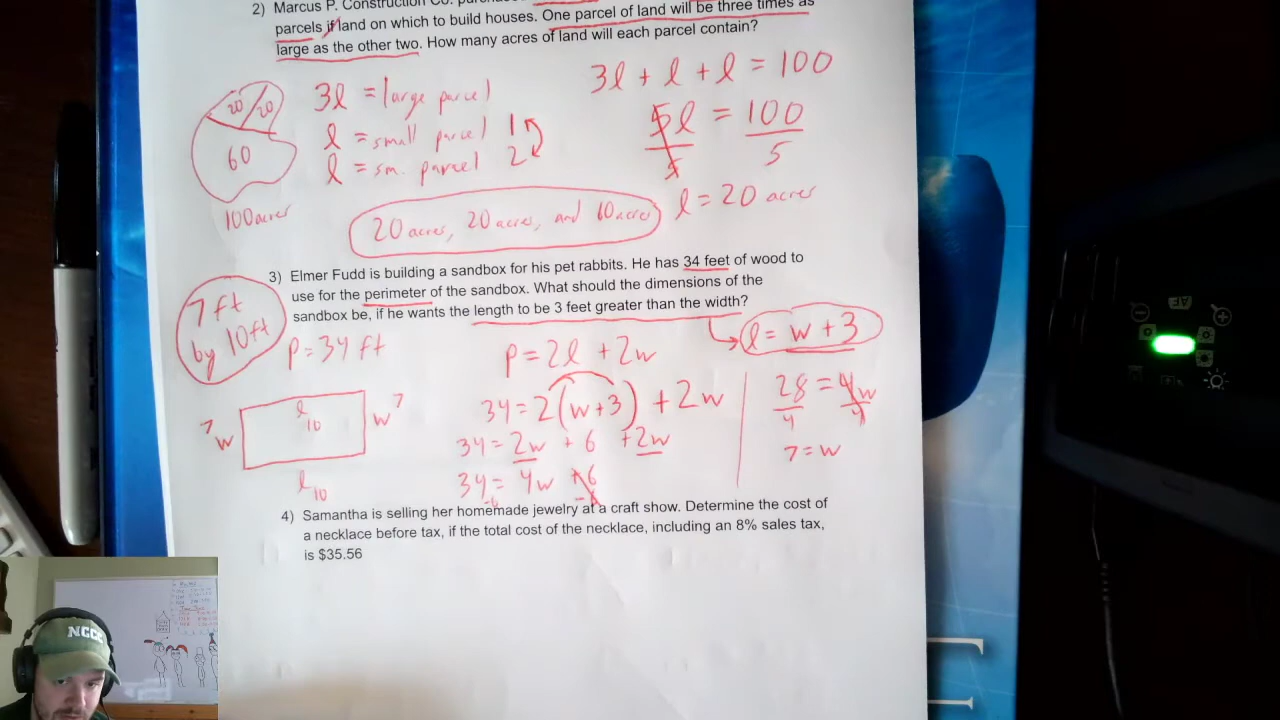 2) Marcus P. Construction Co.
parcels if land on which to build houses. One parcel of land will be three times as
large as the other two. How many acres of land will each parcel contain?
20 20
60
100 acres
3l = large parcel
l = small parcel 1
l = sm. parcel 2
3l + l + l = 100
5l = 100
5 5
l = 20 acres
20 acres, 20 acres, and 60 acres
3) Elmer Fudd is building a sandbox for his pet rabbits. He has 34 feet of wood to
use for the perimeter of the sandbox. What should the dimensions of the
sandbox be, if he wants the length to be 3 feet greater than the width?
7 ft
by 10 ft
p = 34 ft
l = w + 3
p = 2l + 2w
34 = 2(w+3) + 2w
34 = 2w + 6 + 2w
34 = 4w + 6
-6 -6
28 = 4w
4 4
7 = w
l
10
7 w
w 7
l 10
4) Samantha is selling her homemade jewelry at a craft show. Determine the cost of
a necklace before tax, if the total cost of the necklace, including an 8% sales tax,
is $35.56
AF